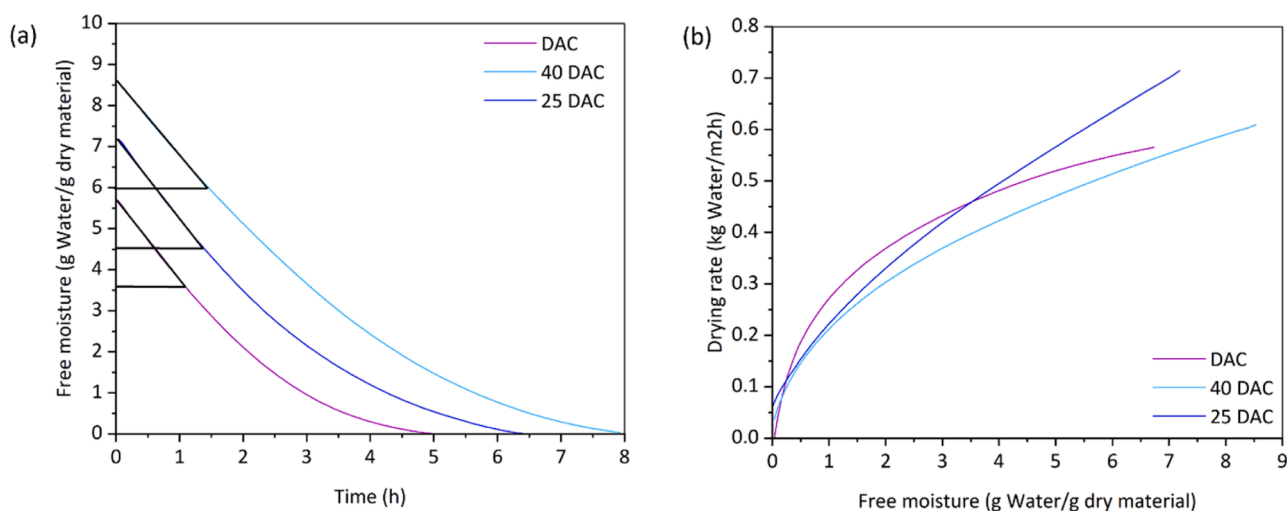 (a)
Free moisture (g Water/g dry material)
10
9
8
7
6
5
4
3
2
1
0
DAC
40 DAC
25 DAC
0 1 2 3 4 5 6 7 8
Time (h)
(b)
Drying rate (kg Water/m2h)
0.8
0.7
0.6
0.5
0.4
0.3
0.2
0.1
0.0
DAC
40 DAC
25 DAC
0 1 2 3 4 5 6 7 8 9
Free moisture (g Water/g dry material)